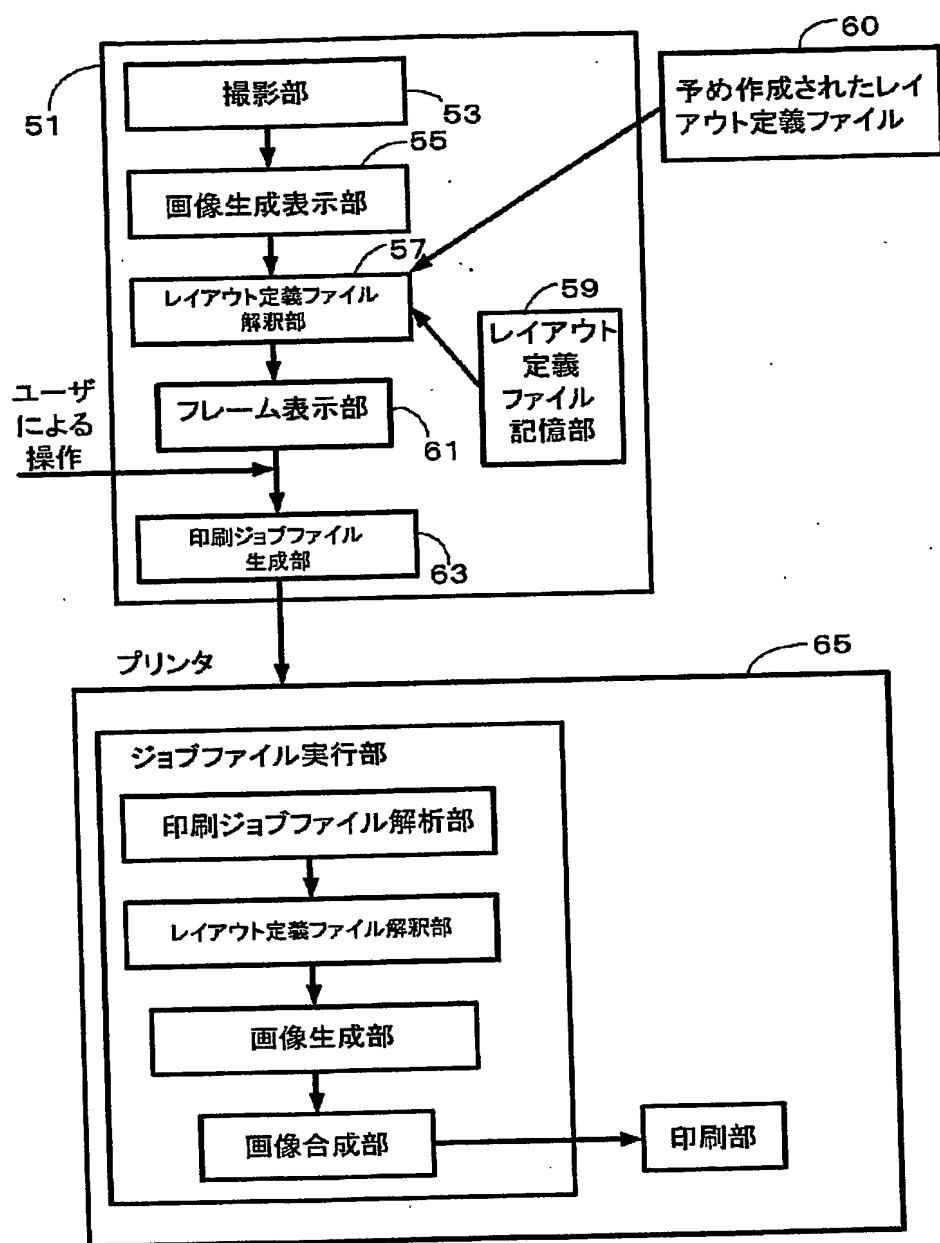 51
撮影部
53
55
画像生成表示部
57
レイアウト定義ファイル
解釈部
60
予め作成されたレイ
アウト定義ファイル
59
レイアウト
定義
ファイル
記憶部
フレーム表示部
61
ユーザ
による
操作
印刷ジョブファイル
生成部
63
プリンタ
65
ジョブファイル実行部
印刷ジョブファイル解析部
レイアウト定義ファイル解釈部
画像生成部
画像合成部
印刷部